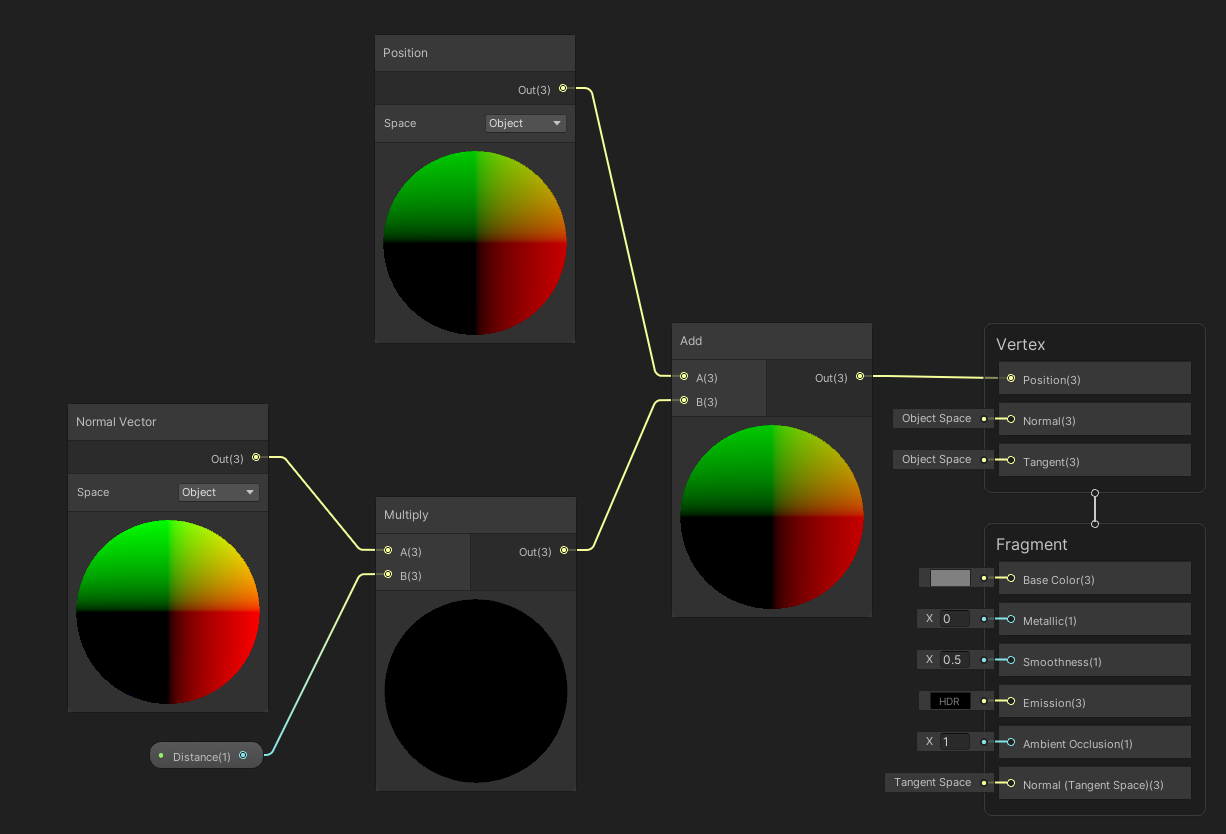 Position
Out(3)
Space Object
Normal Vector
Out(3)
Space Object
Distance(1)
Multiply
A(3) Out(3)
B(3)
Add
A(3) Out(3)
B(3)
Vertex
Position(3)
Object Space Normal(3)
Object Space Tangent(3)
Fragment
Base Color(3)
X 0 Metallic(1)
X 0.5 Smoothness(1)
HDR Emission(3)
X 1 Ambient Occlusion(1)
Tangent Space Normal (Tangent Space)(3)